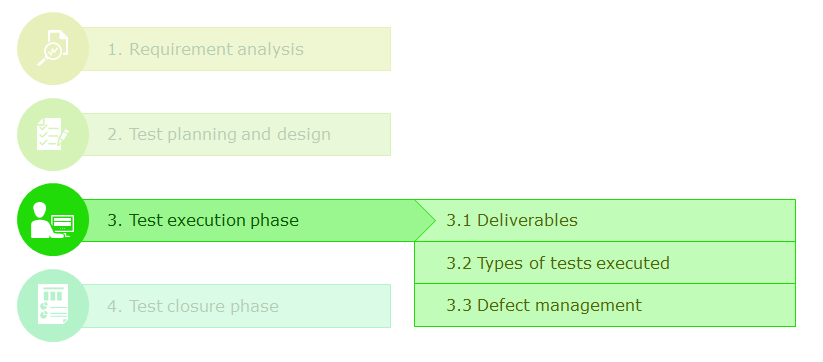 1. Requirement analysis
2. Test planning and design
3. Test execution phase
3.1 Deliverables
3.2 Types of tests executed
3.3 Defect management
4. Test closure phase